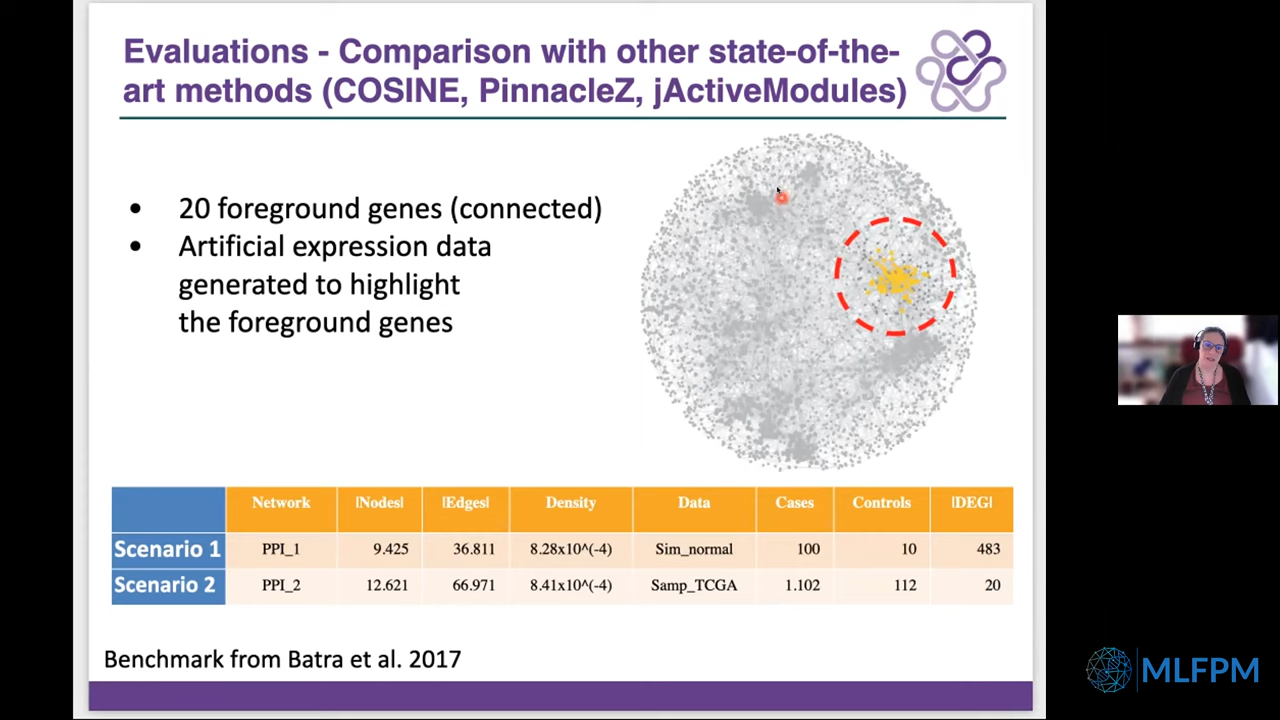 Evaluations - Comparison with other state-of-the-
art methods (COSINE, PinnacleZ, jActiveModules)
• 20 foreground genes (connected)
• Artificial expression data
generated to highlight
the foreground genes
Network |Nodes| |Edges| Density Data Cases Controls |DEG|
Scenario 1 PPI_1 9.425 36.811 8.28x10^(-4) Sim_normal 100 10 483
Scenario 2 PPI_2 12.621 66.971 8.41x10^(-4) Samp_TCGA 1.102 112 20
Benchmark from Batra et al. 2017
MLFPM